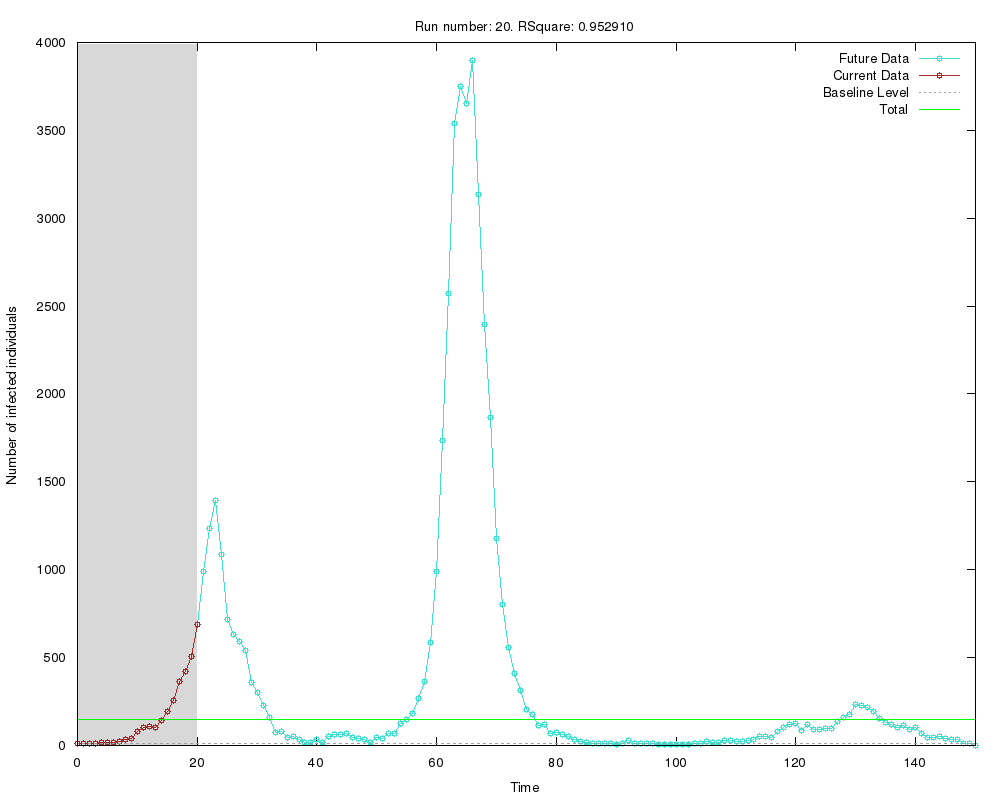 Run number: 20. RSquare: 0.952910
Future Data
Current Data
Baseline Level
Total
Number of infected individuals
4000
3500
3000
2500
2000
1500
1000
500
0
0 20 40 60 80 100 120 140
Time